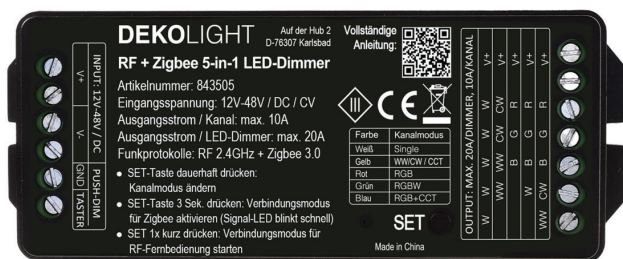 DEKOLIGHT
Auf der Hub 2
D-76307 Karlsbad
Vollständige
Anleitung:
RF + Zigbee 5-in-1 LED-Dimmer
Artikelnummer: 843505
Eingangsspannung: 12V-48V / DC / CV
Ausgangsstrom / Kanal: max. 10A
Ausgangsstrom / LED-Dimmer: max. 20A
Funkprotokolle: RF 2.4GHz + Zigbee 3.0
● SET-Taste dauerhaft drücken:
Kanalmodus ändern
● SET-Taste 3 Sek. drücken: Verbindungsmodus
für Zigbee aktivieren (Signal-LED blinkt schnell)
● SET 1x kurz drücken: Verbindungsmodus für
RF-Fernbedienung starten
INPUT: 12V-48V / DC
V+
V-
PUSH-DIM
GND | TASTER
III
CE
Farbe Kanalmodus
Weiß Single
Gelb WW/CW / CCT
Rot RGB
Grün RGBW
Blau RGB+CCT
SET
Made in China
OUTPUT: MAX. 20A/DIMMER, 10A/KANAL
W W W W V+
WW WW CW CW V+
B G R V+
W B G R V+
WW CW B G R V+